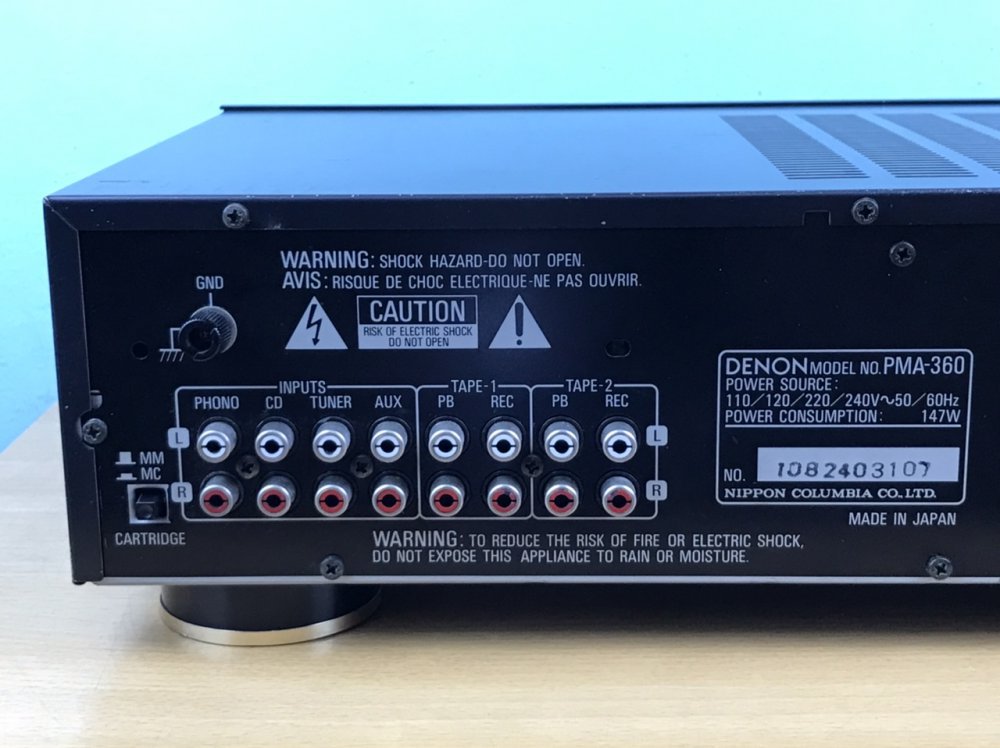 WARNING: SHOCK HAZARD-DO NOT OPEN.
AVIS: RISQUE DE CHOC ELECTRIQUE-NE PAS OUVRIR.
GND
CAUTION
RISK OF ELECTRIC SHOCK
DO NOT OPEN
DENON MODEL NO. PMA-360
POWER SOURCE:
110/120/220/240V~50/60Hz
POWER CONSUMPTION: 147W
NO. 1082403107
NIPPON COLUMBIA CO., LTD.
MADE IN JAPAN
INPUTS TAPE-1 TAPE-2
PHONO CD TUNER AUX PB REC PB REC
L L
MM
MC
R R
CARTRIDGE
WARNING: TO REDUCE THE RISK OF FIRE OR ELECTRIC SHOCK,
DO NOT EXPOSE THIS APPLIANCE TO RAIN OR MOISTURE.